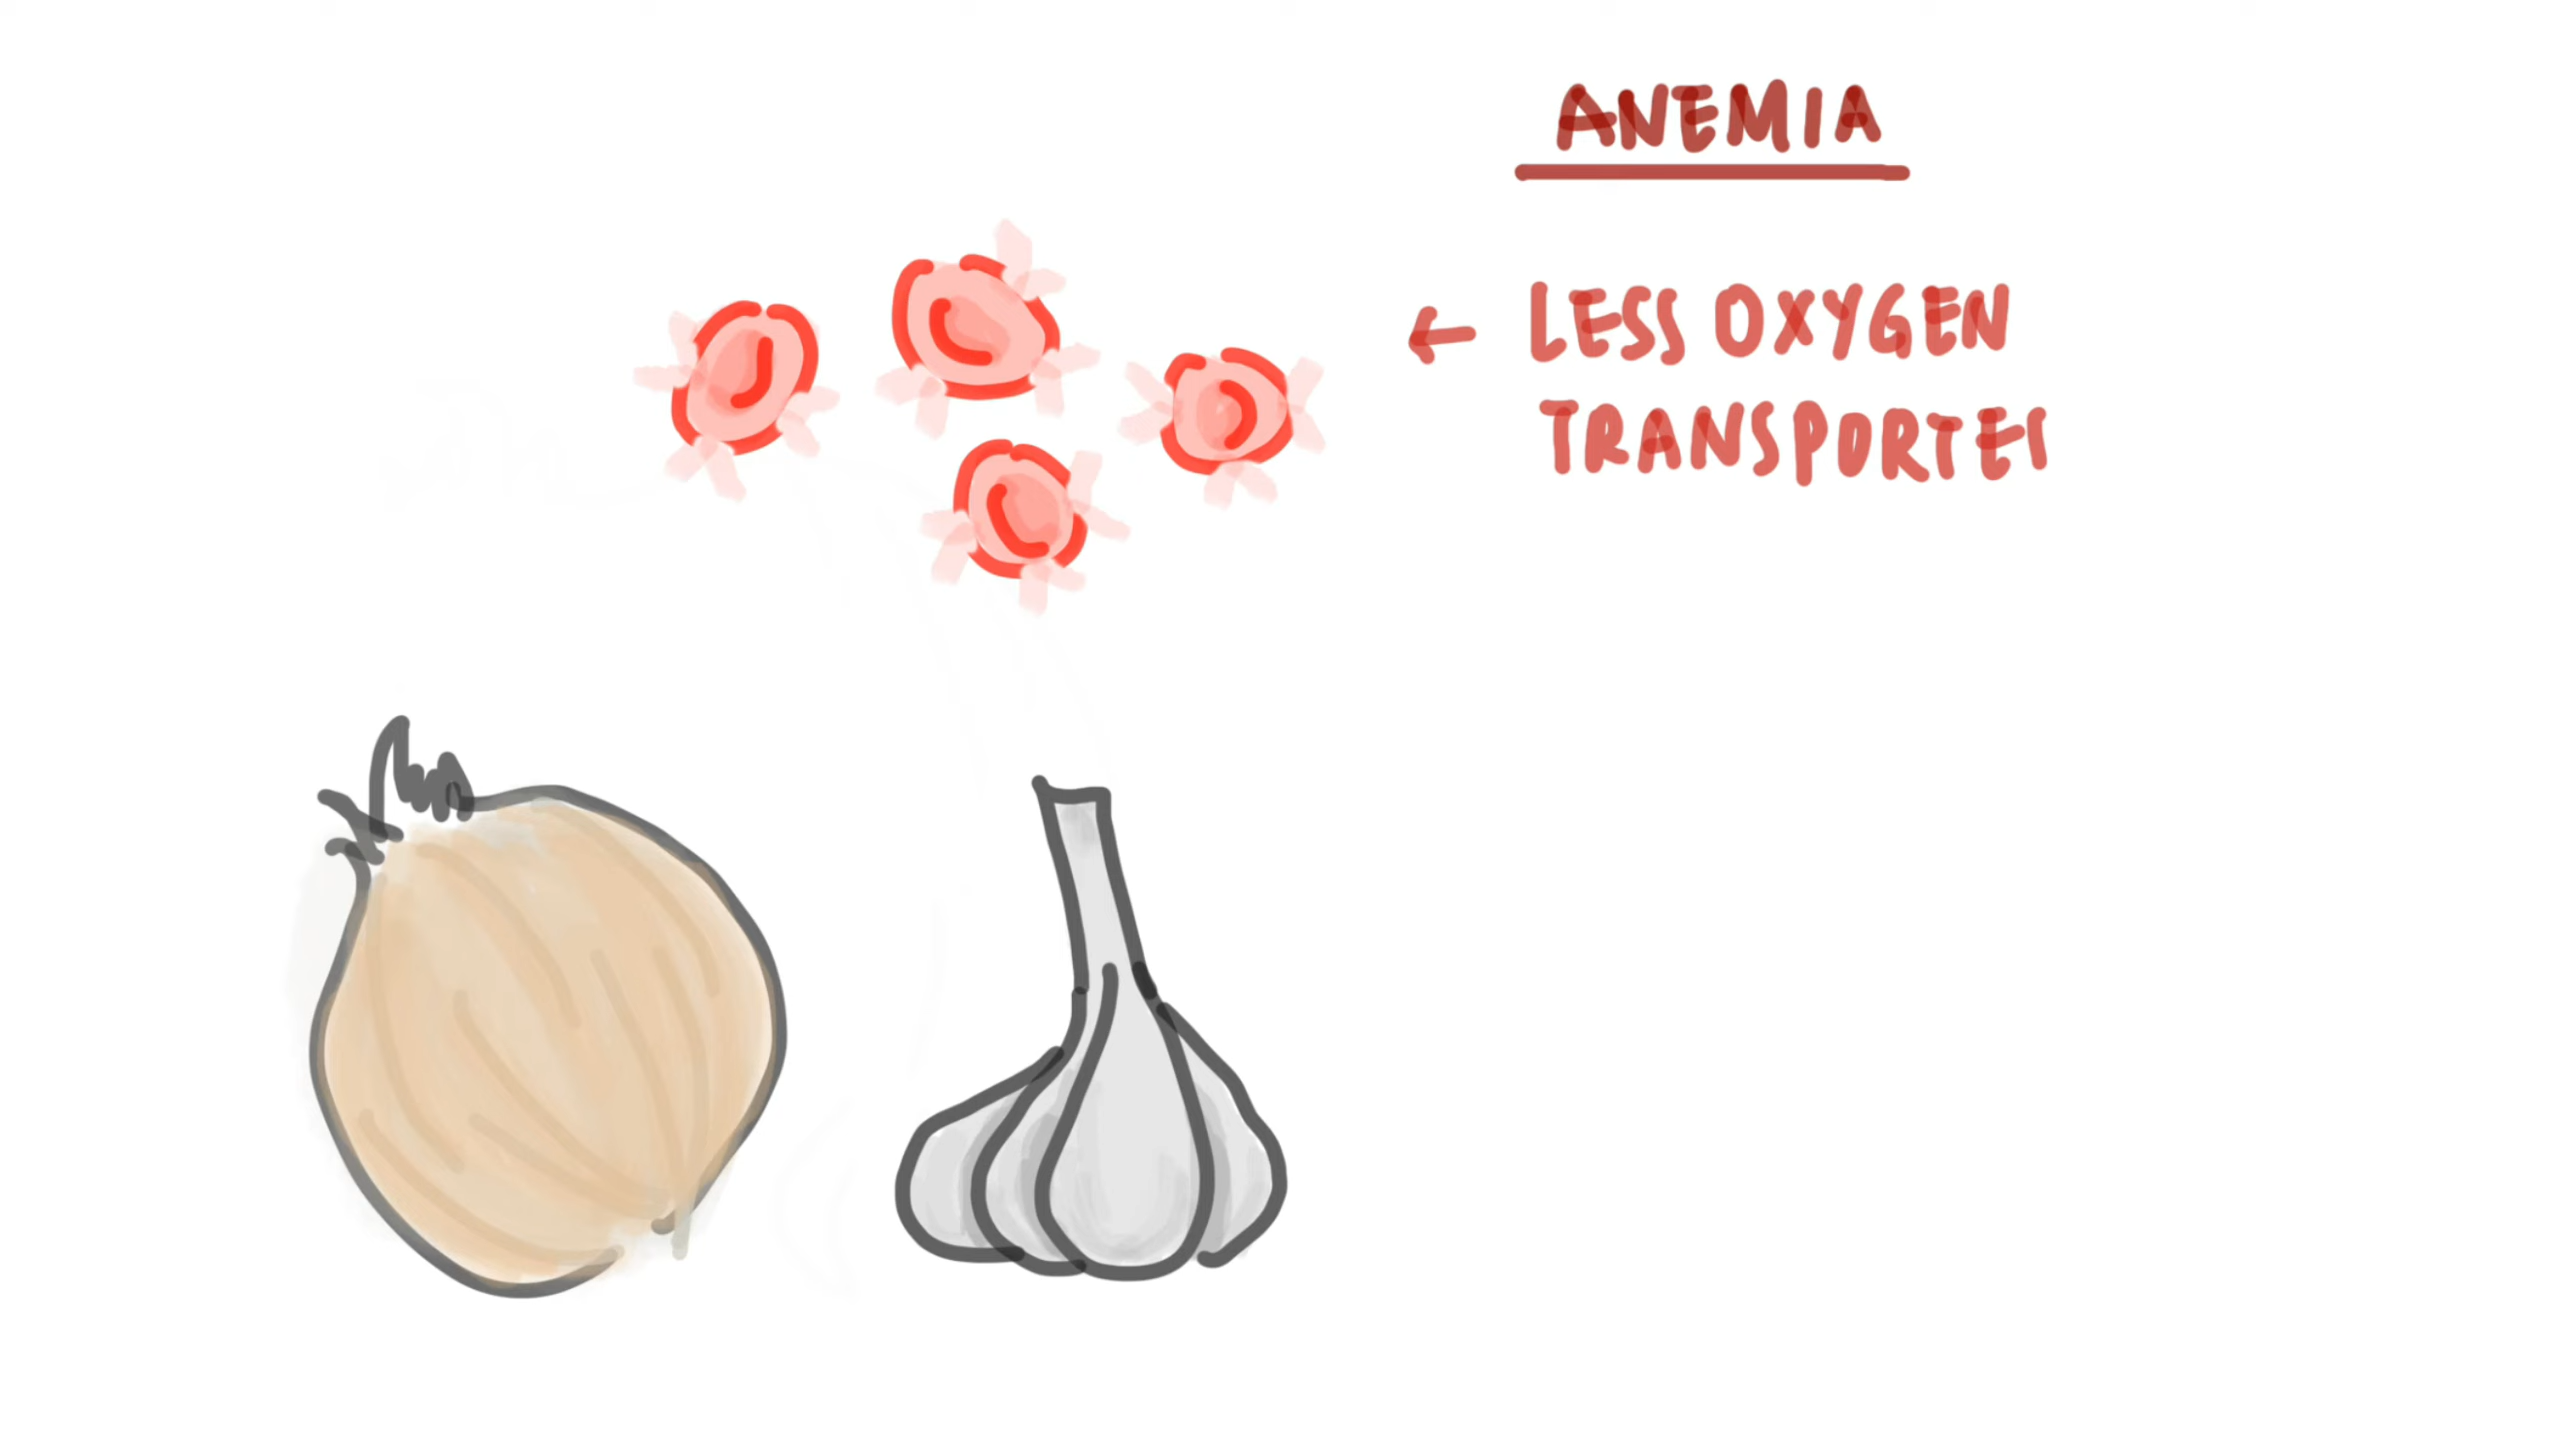 ANEMIA
← LESS OXYGEN
TRANSPORTE